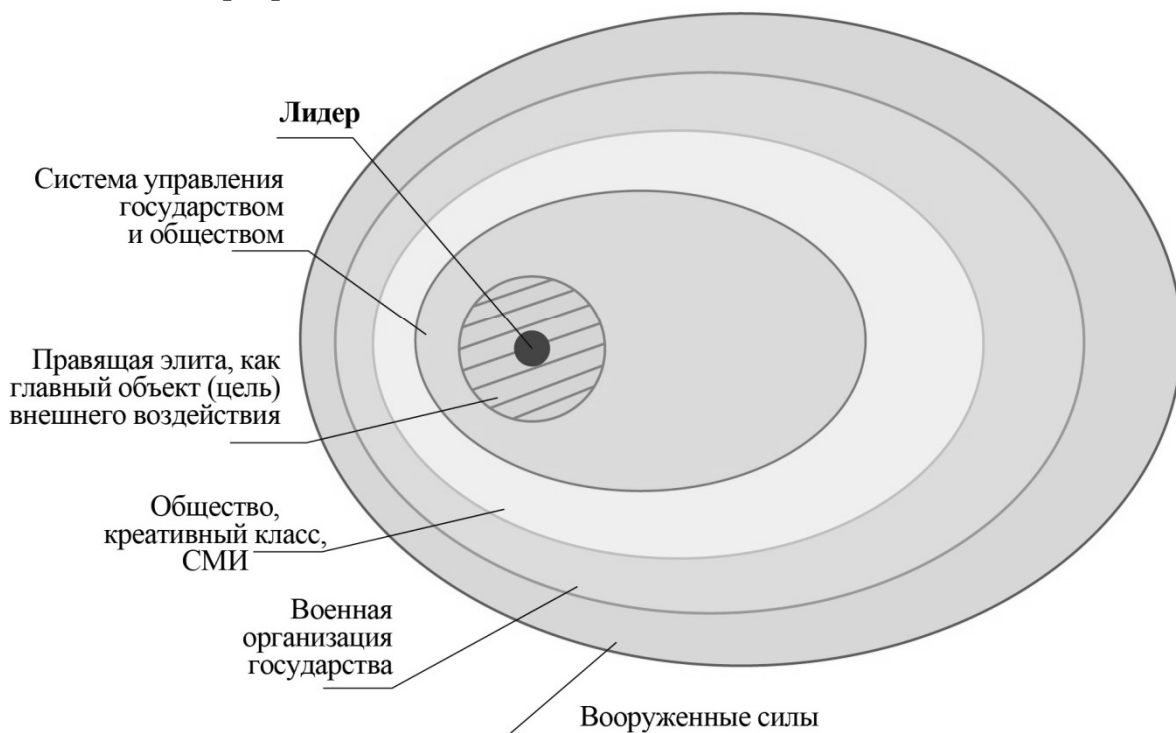 Лидер
Система управления
государством
и обществом
Правящая элита, как
главный объект (цель)
внешнего воздействия
Общество,
креативный класс,
СМИ
Военная
организация
государства
Вооруженные силы